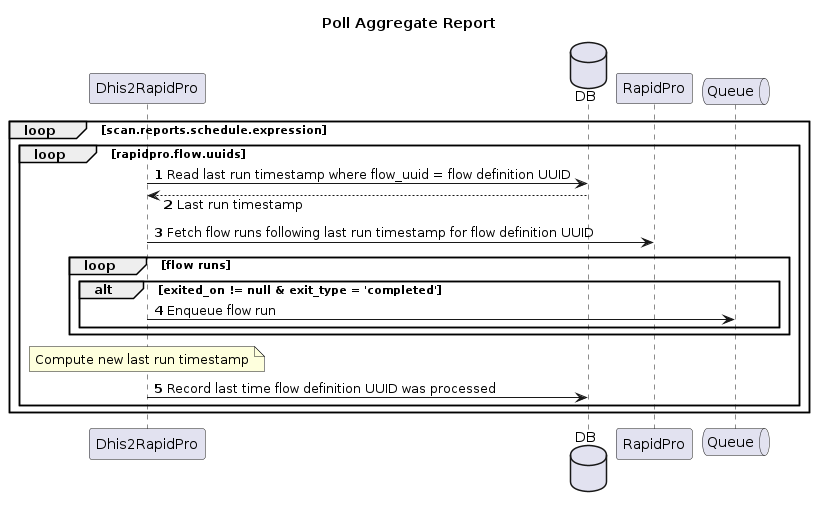 Poll Aggregate Report
Dhis2RapidPro
DB
RapidPro
Queue
loop [scan.reports.schedule.expression]
loop [rapidpro.flow.uuids]
1 Read last run timestamp where flow_uuid = flow definition UUID
2 Last run timestamp
3 Fetch flow runs following last run timestamp for flow definition UUID
loop [flow runs]
alt [exited_on != null & exit_type = 'completed']
4 Enqueue flow run
Compute new last run timestamp
5 Record last time flow definition UUID was processed
Dhis2RapidPro
DB
RapidPro
Queue